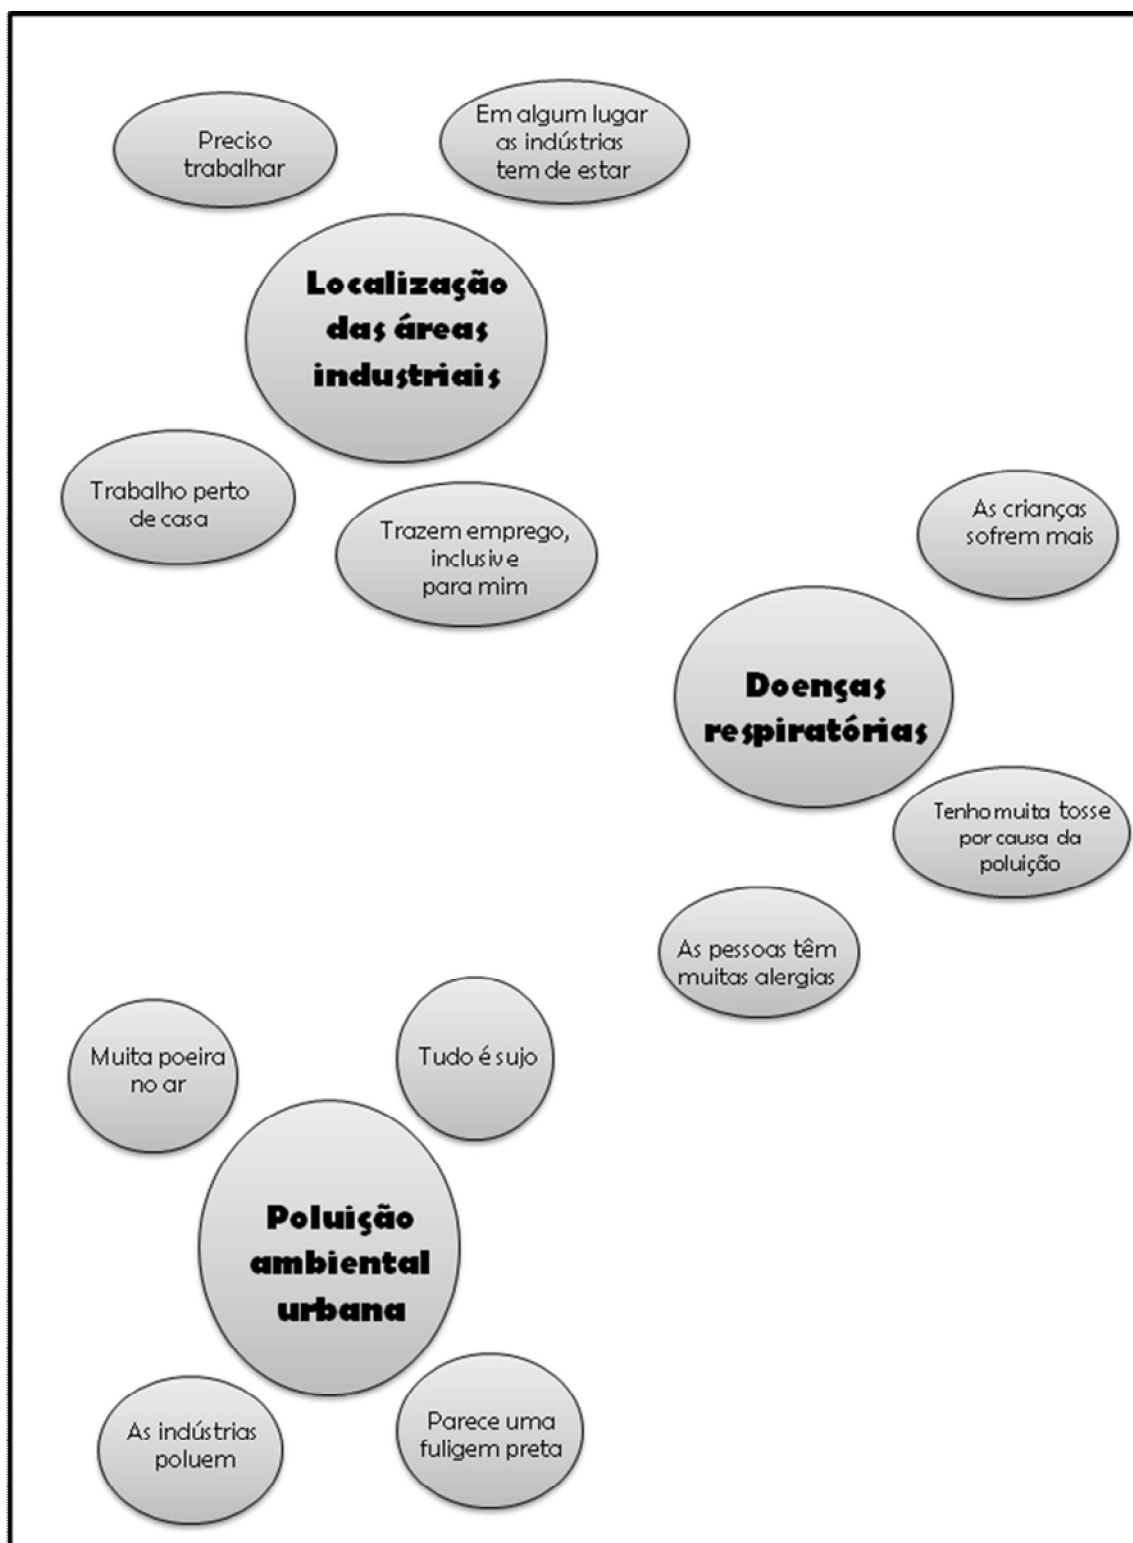 Preciso
trabalhar
Em algum lugar
as indústrias
tem de estar
Localização
das áreas
industriais
Trabalho perto
de casa
Trazem emprego,
inclusive
para mim
As crianças
sofrem mais
Doenças
respiratórias
Tenho muita tosse
por causa da
poluição
As pessoas têm
muitas alergias
Muita poeira
no ar
Tudo é sujo
Poluição
ambiental
urbana
As indústrias
poluem
Parece uma
fuligem preta